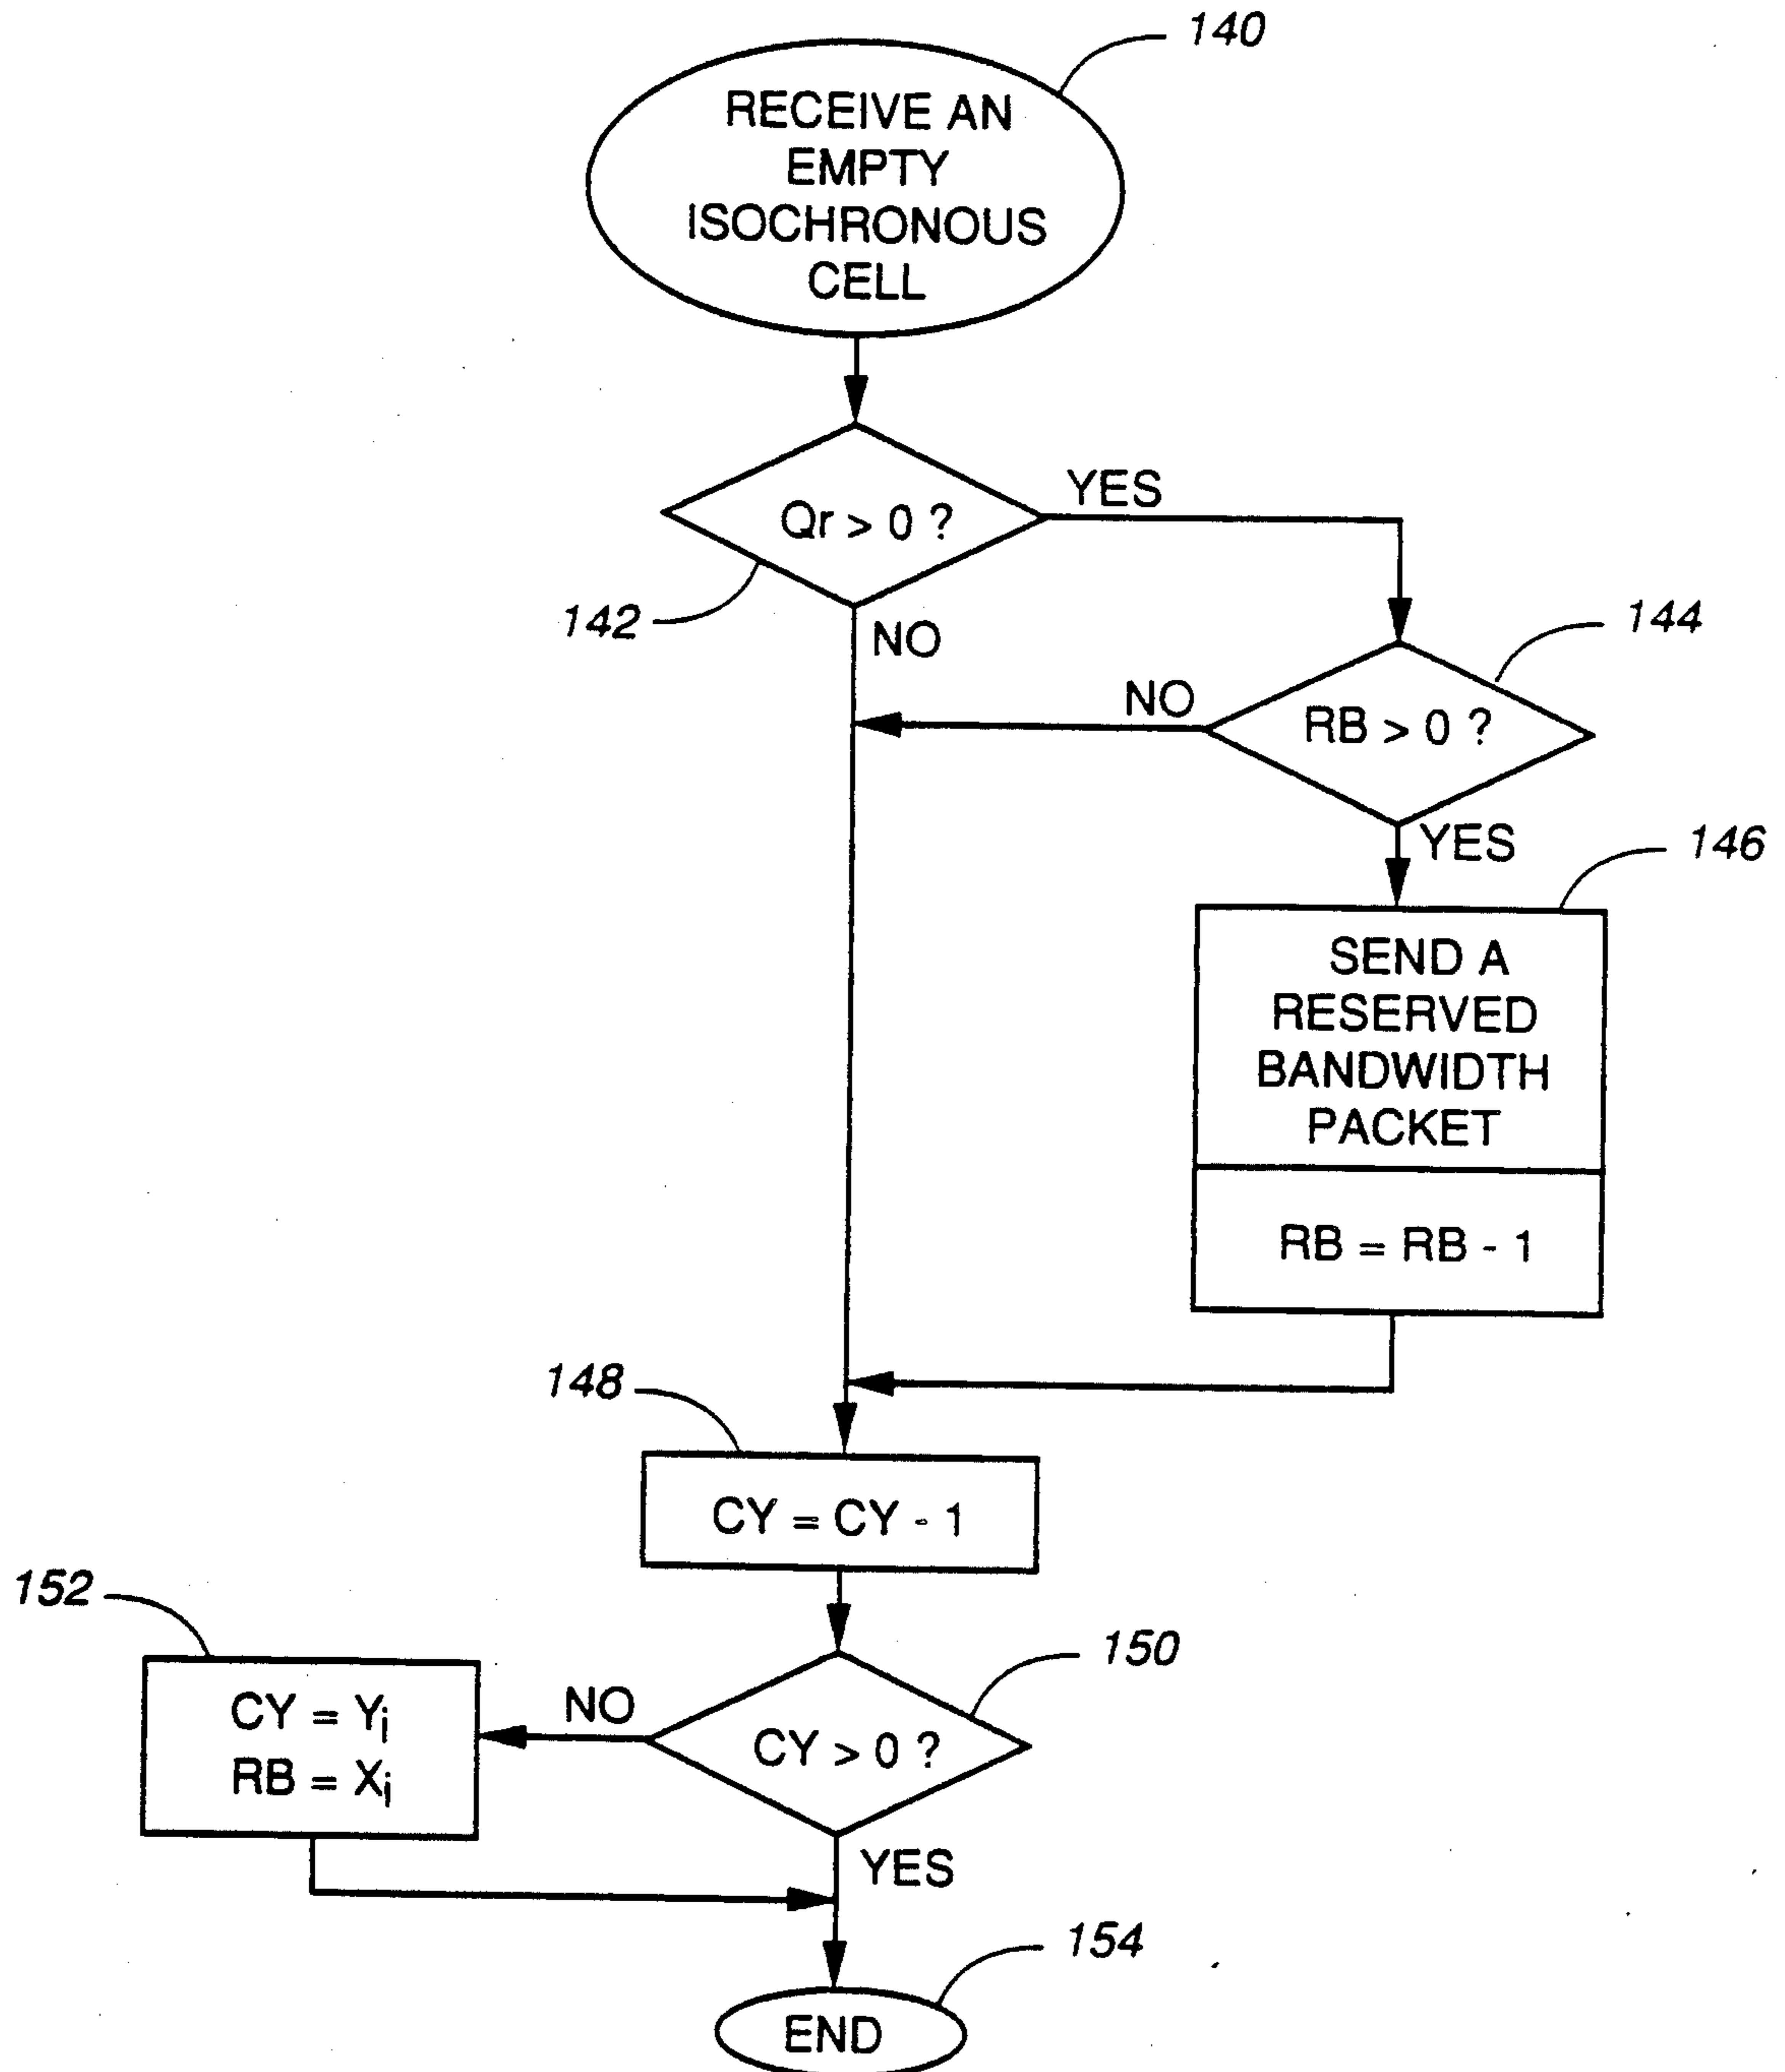 140
RECEIVE AN
EMPTY
ISOCHRONOUS
CELL
Qr > 0 ?
YES
142
NO
144
RB > 0 ?
NO
YES
146
SEND A
RESERVED
BANDWIDTH
PACKET
RB = RB - 1
148
CY = CY - 1
152
150
CY = Yi
RB = Xi
NO
CY > 0 ?
YES
154
END